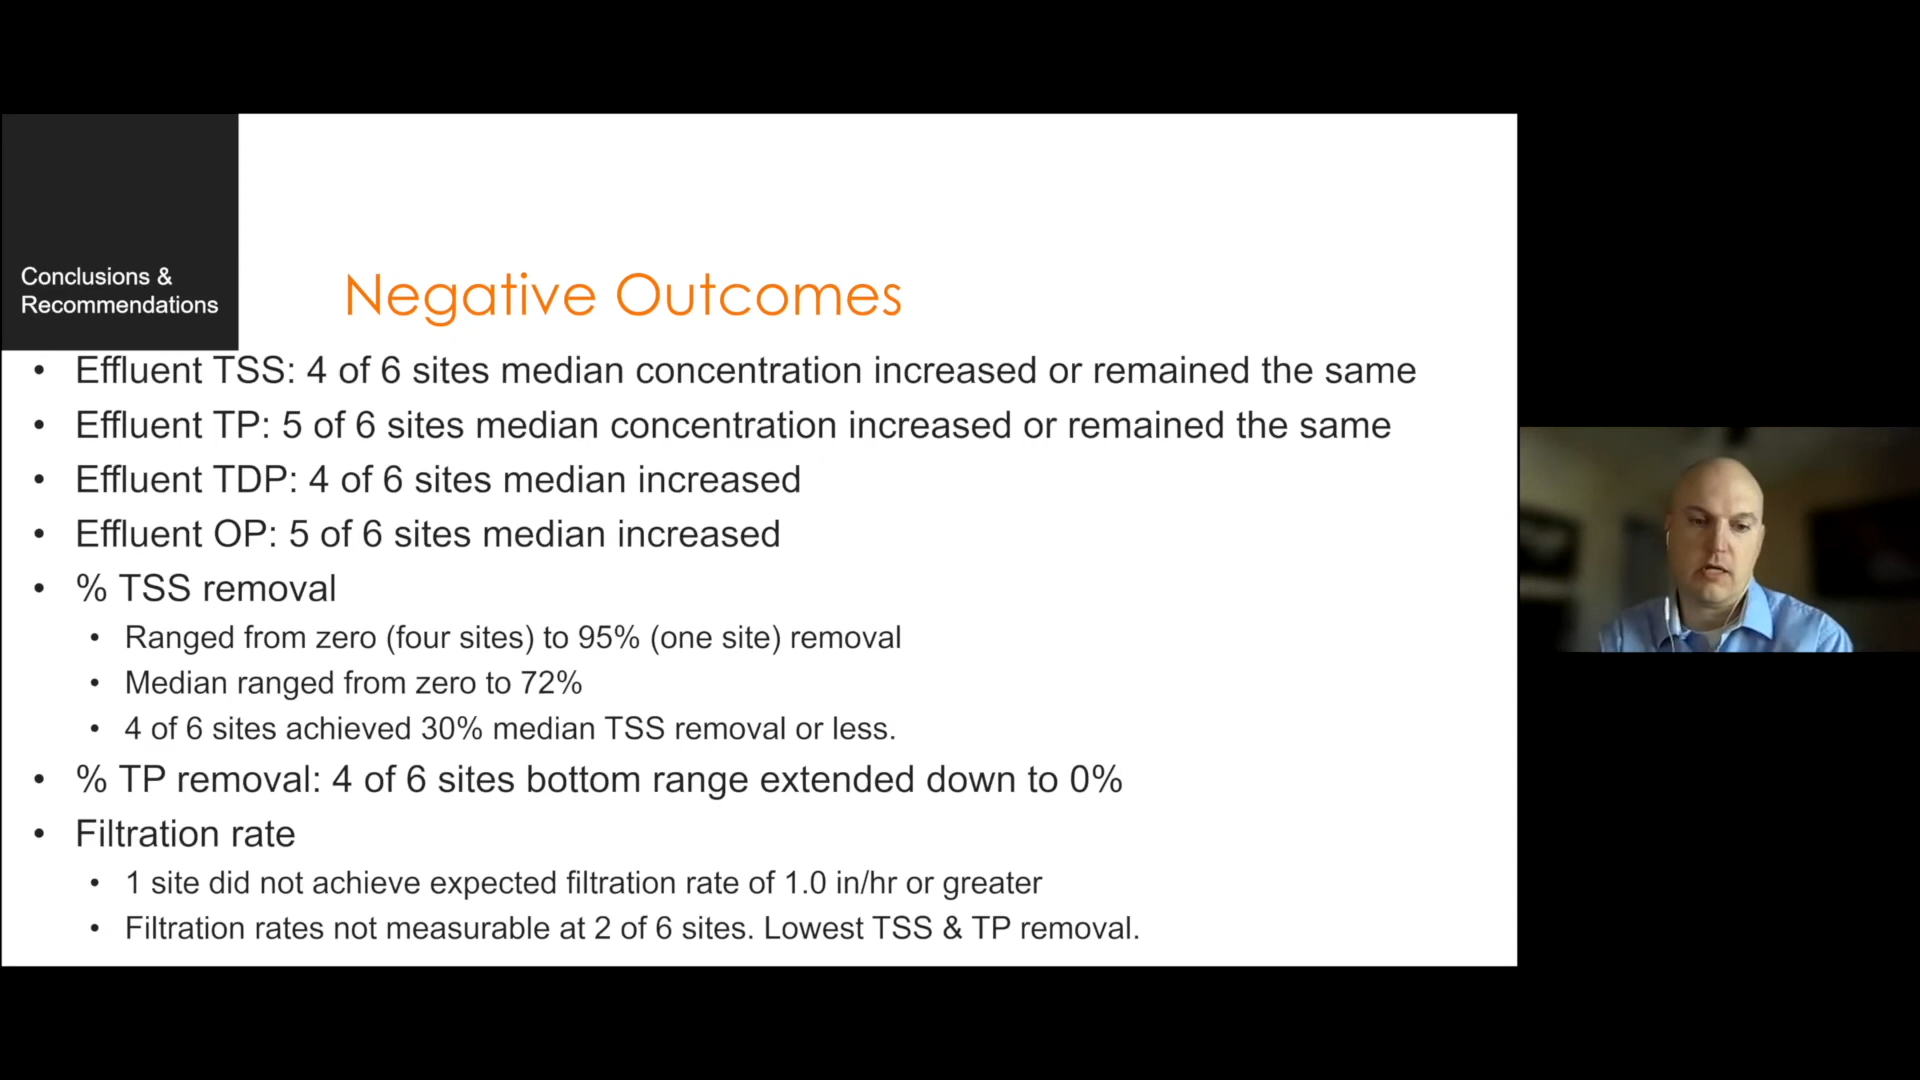 Conclusions &
Recommendations
Negative Outcomes
• Effluent TSS: 4 of 6 sites median concentration increased or remained the same
• Effluent TP: 5 of 6 sites median concentration increased or remained the same
• Effluent TDP: 4 of 6 sites median increased
• Effluent OP: 5 of 6 sites median increased
• % TSS removal
• Ranged from zero (four sites) to 95% (one site) removal
• Median ranged from zero to 72%
• 4 of 6 sites achieved 30% median TSS removal or less.
• % TP removal: 4 of 6 sites bottom range extended down to 0%
• Filtration rate
• 1 site did not achieve expected filtration rate of 1.0 in/hr or greater
• Filtration rates not measurable at 2 of 6 sites. Lowest TSS & TP removal.